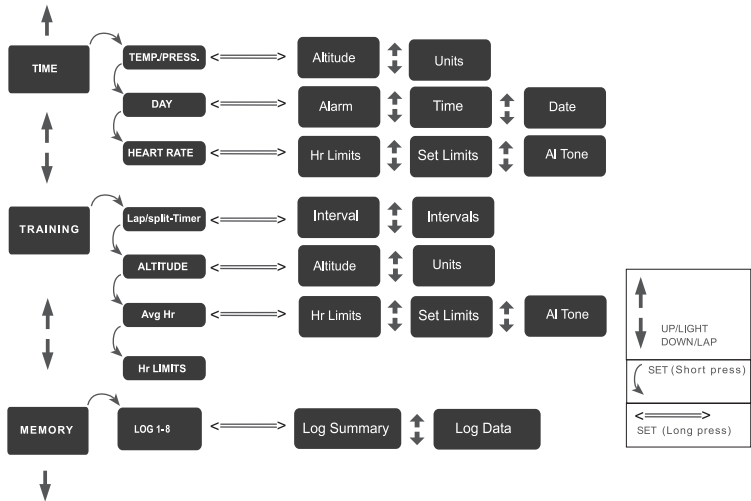 TIME
TEMP./PRESS.
Altitude
Units
DAY
Alarm
Time
Date
HEART RATE
Hr Limits
Set Limits
Al Tone
TRAINING
Lap/split-Timer
Interval
Intervals
ALTITUDE
Altitude
Units
Avg Hr
Hr Limits
Set Limits
Al Tone
Hr LIMITS
MEMORY
LOG 1-8
Log Summary
Log Data
UP/LIGHT
DOWN/LAP
SET (Short press)
SET (Long press)